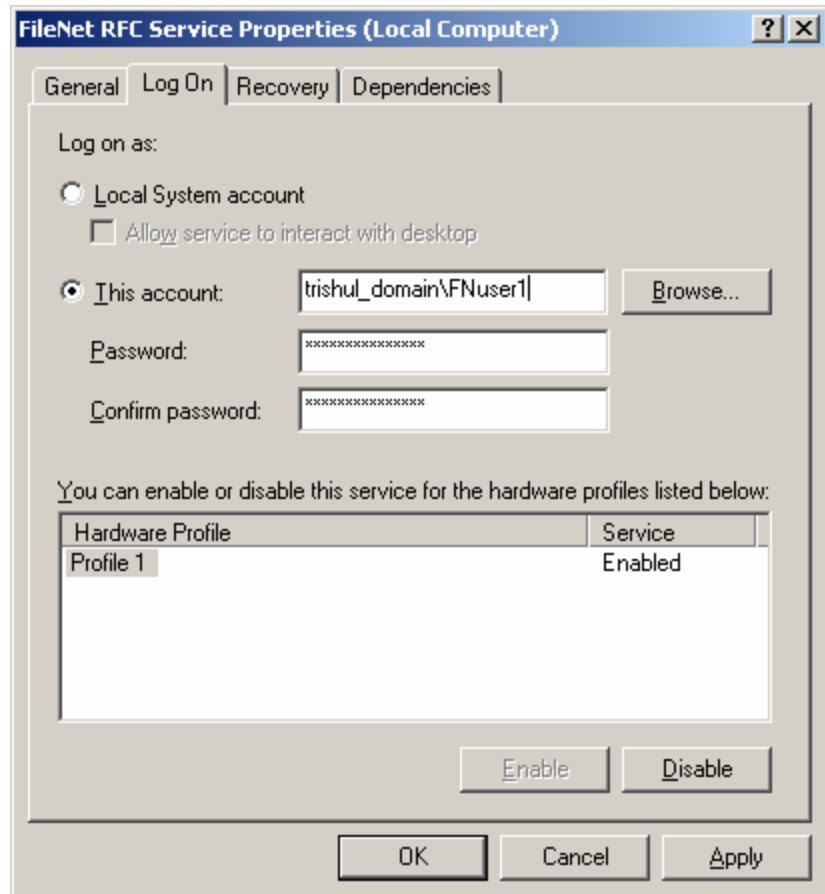 FileNet RFC Service Properties (Local Computer) ? X
General Log On Recovery Dependencies
Log on as:
Local System account
Allow service to interact with desktop
This account: trishul_domain\FNuser1 Browse...
Password: ***************
Confirm password: ***************
You can enable or disable this service for the hardware profiles listed below:
Hardware Profile Service
Profile 1 Enabled
Enable Disable
OK Cancel Apply